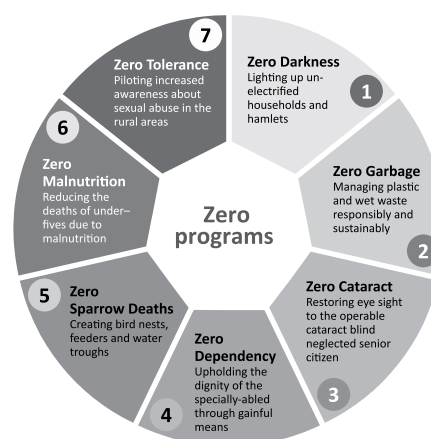 7
Zero Tolerance
Piloting increased
awareness about
sexual abuse in the
rural areas
Zero Darkness
Lighting up un-
electrified
households and
hamlets
1
Zero Garbage
Managing plastic
and wet waste
responsibly and
sustainably
2
Zero Cataract
Restoring eye sight
to the operable
cataract blind
neglected senior
citizen
3
Zero
Dependency
Upholding the
dignity of the
specially-abled
through gainful
means
4
5
Zero
Sparrow Deaths
Creating bird nests,
feeders and water
troughs
6
Zero
Malnutrition
Reducing the
deaths of under–
fives due to
malnutrition
Zero
programs